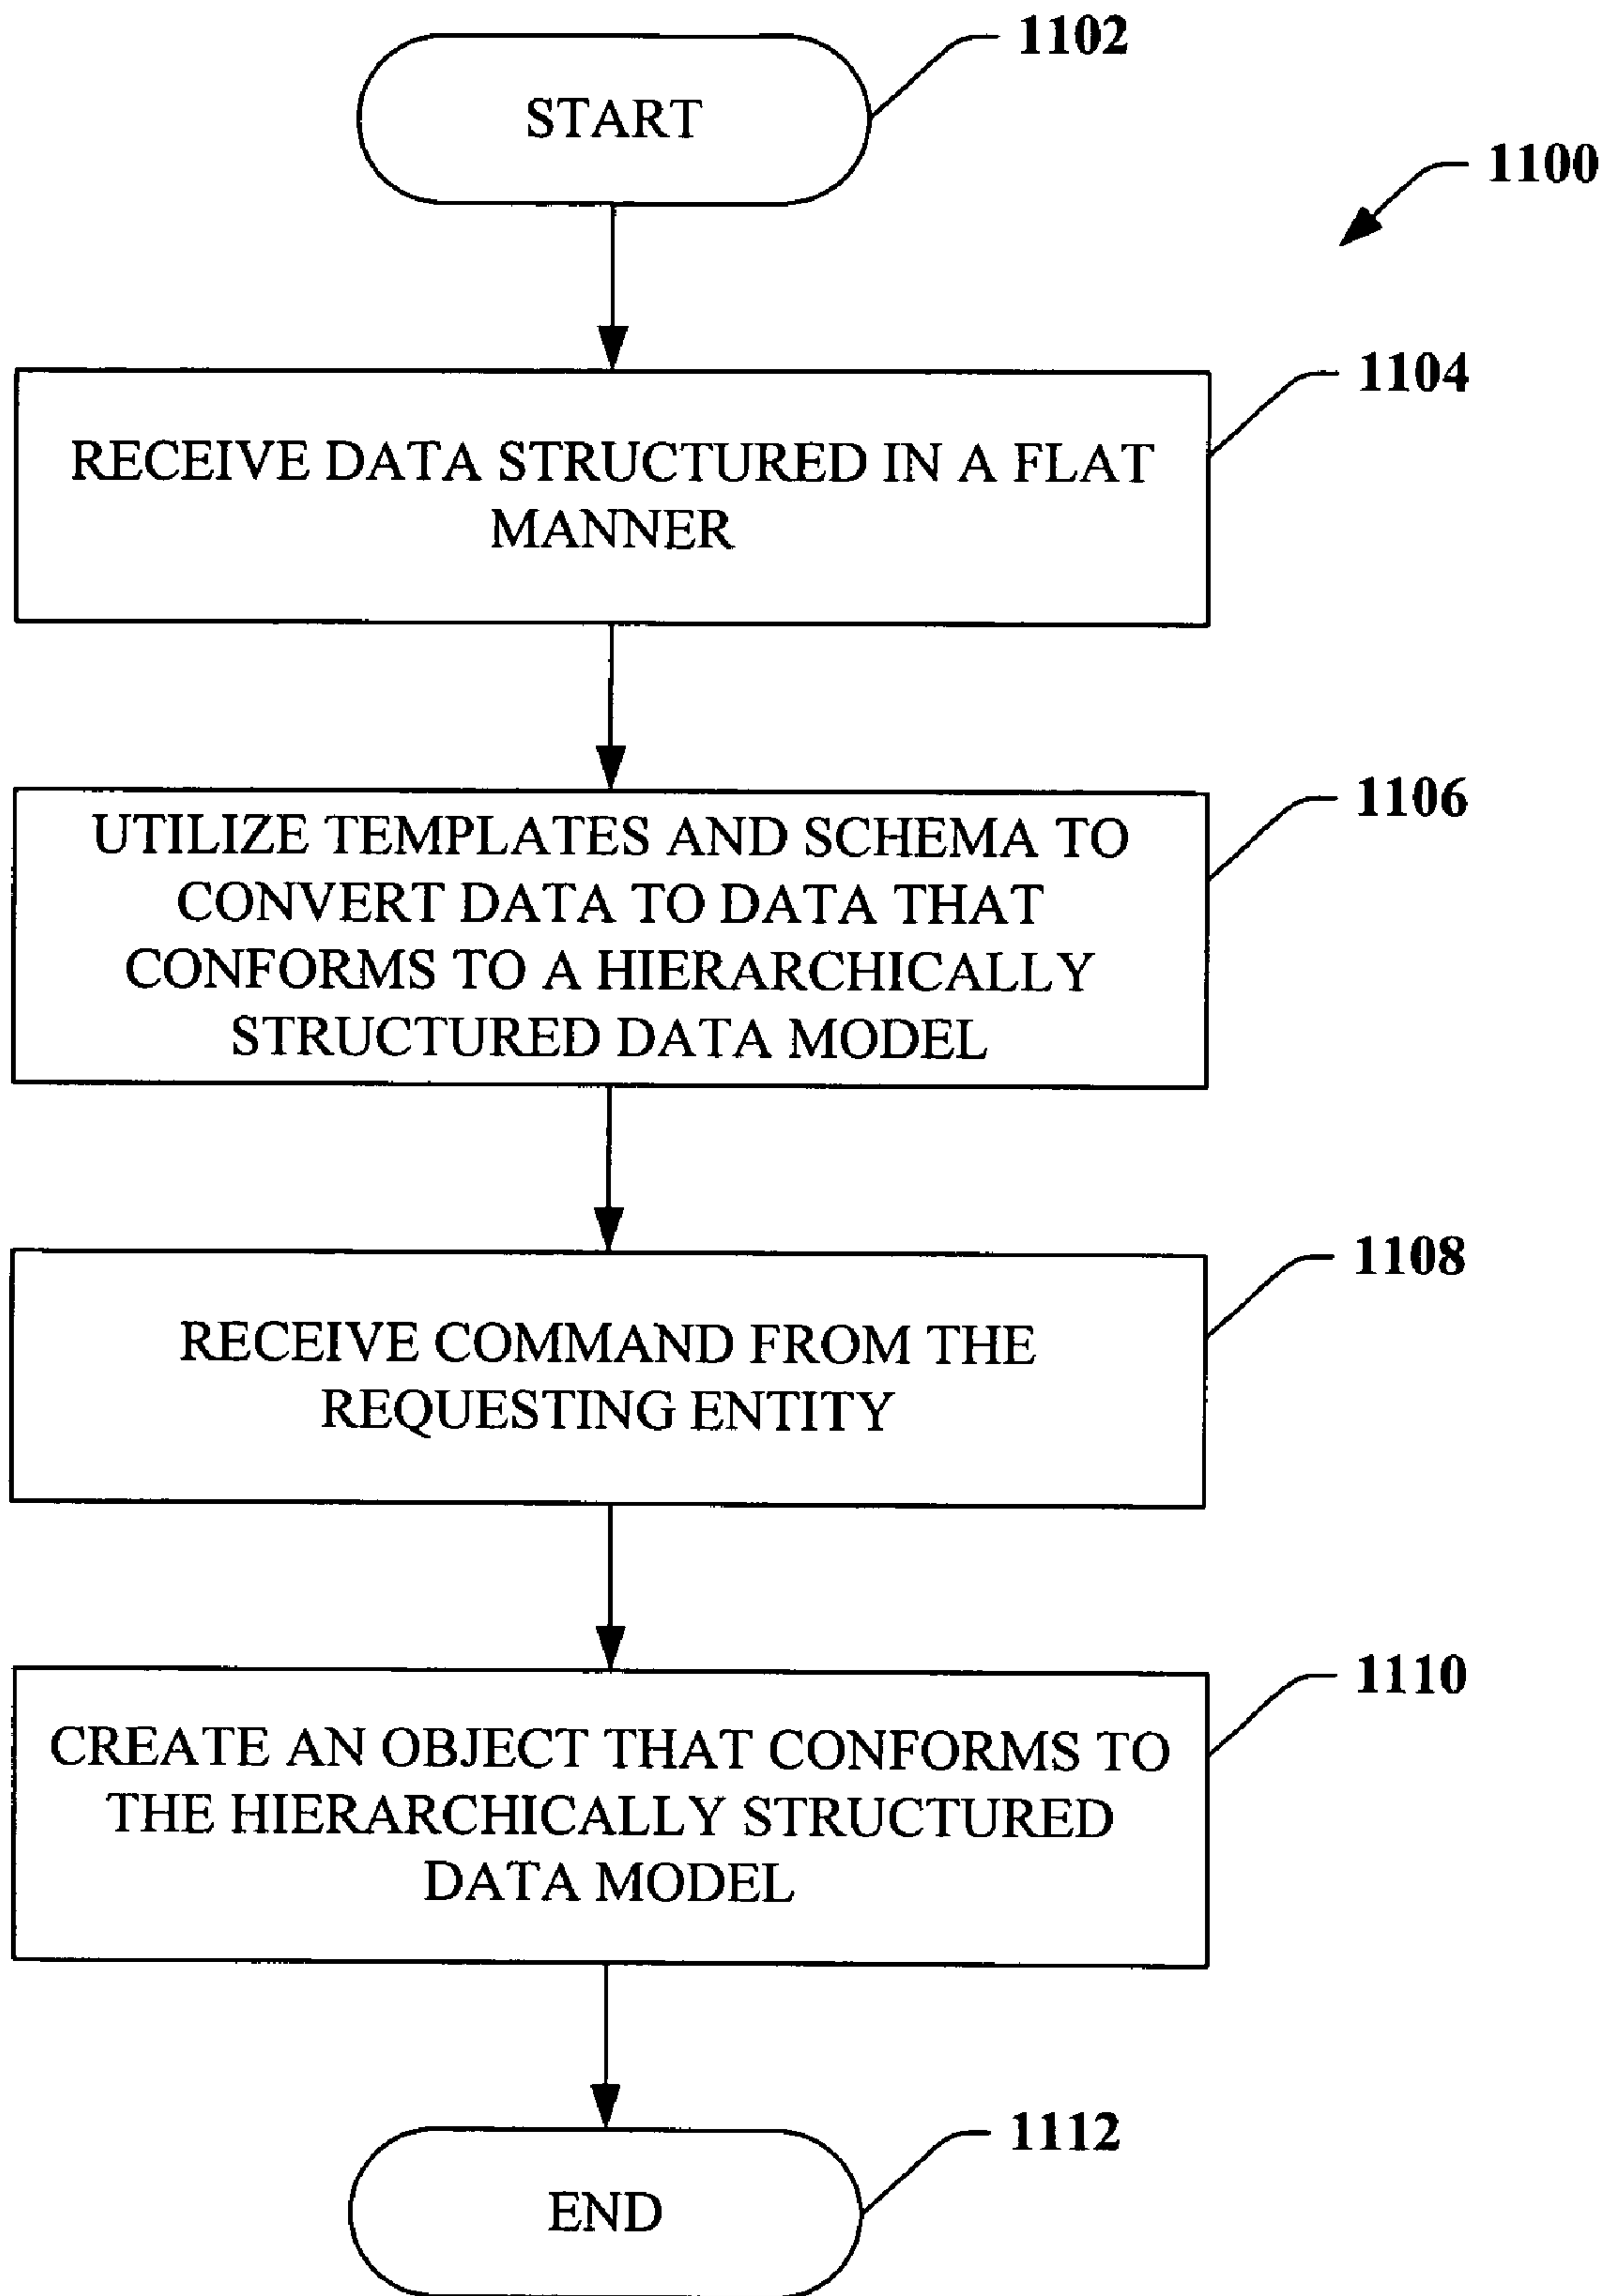 1102
START
1100
1104
RECEIVE DATA STRUCTURED IN A FLAT
MANNER
1106
UTILIZE TEMPLATES AND SCHEMA TO
CONVERT DATA TO DATA THAT
CONFORMS TO A HIERARCHICALLY
STRUCTURED DATA MODEL
1108
RECEIVE COMMAND FROM THE
REQUESTING ENTITY
1110
CREATE AN OBJECT THAT CONFORMS TO
THE HIERARCHICALLY STRUCTURED
DATA MODEL
1112
END